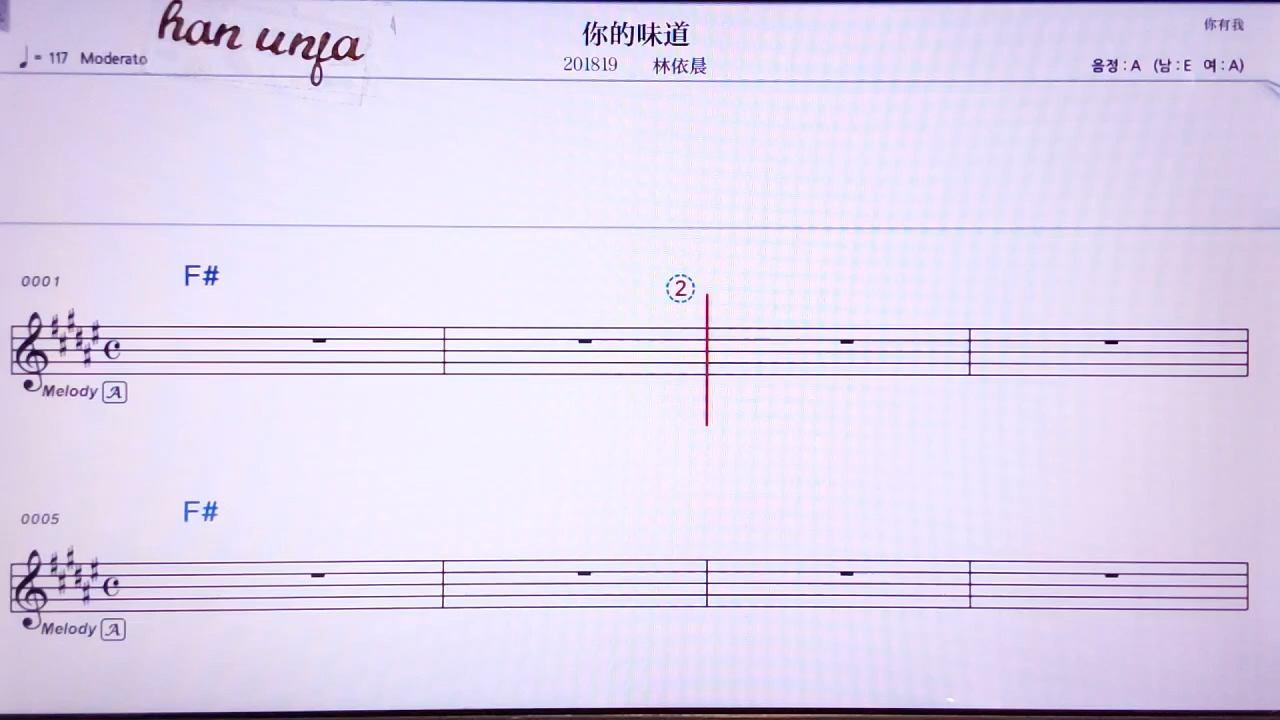 han unfa
♩= 117 Moderato
你的味道
201819 林依晨
你有我
음정 : A (남 : E 여 : A)
0001
F#
2
Melody A
0005
F#
Melody A